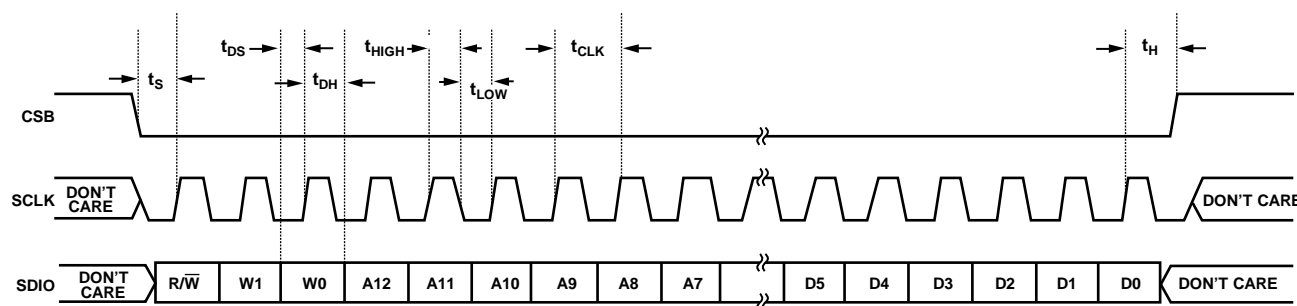 tDS
tHIGH
tCLK
tH
tS
tDH
tLOW
CSB
SCLK
DON'T
CARE
DON'T CARE
SDIO
DON'T
CARE
R/W̅
W1
W0
A12
A11
A10
A9
A8
A7
D5
D4
D3
D2
D1
D0
DON'T CARE